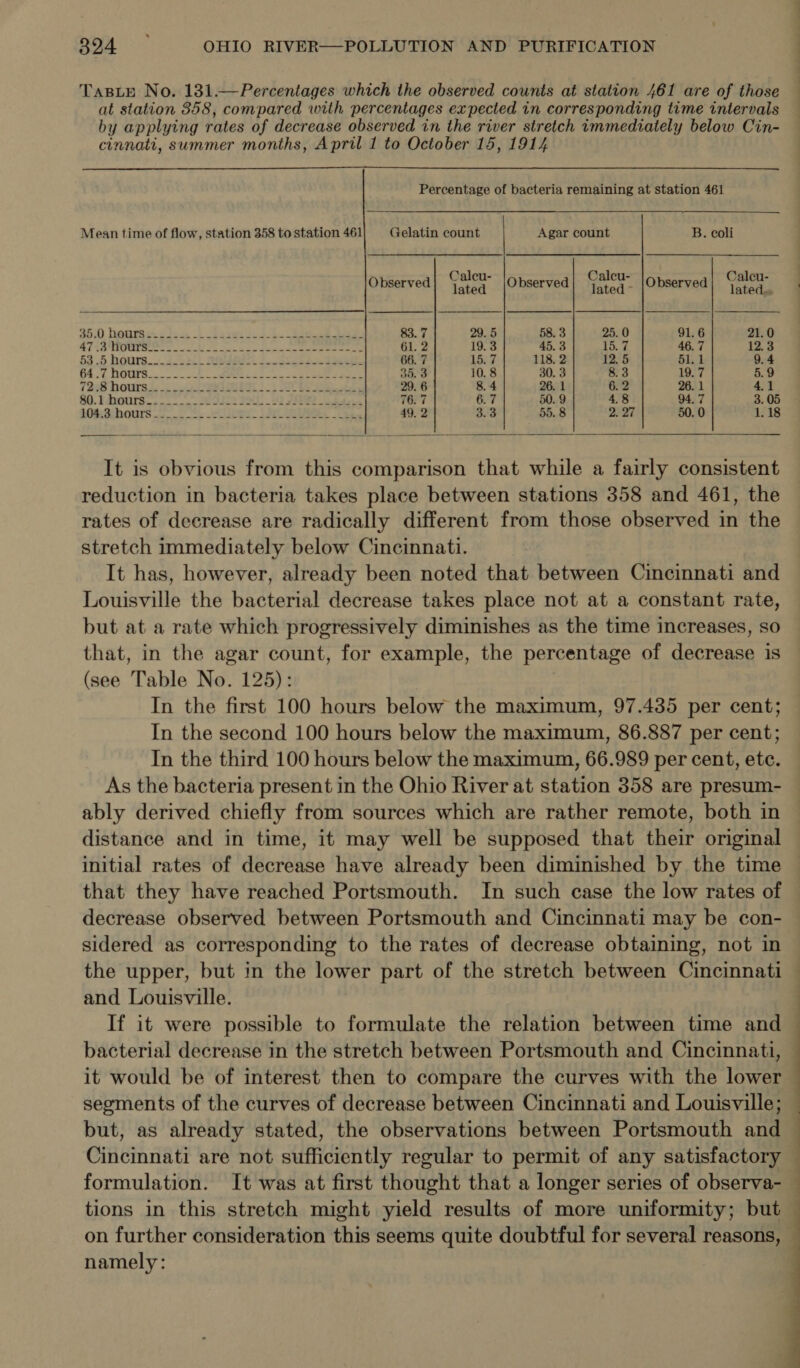 324 OHIO RIVER—POLLUTION AND PURIFICATION
TABLE No. 131.—Percentages which the observed counts at station 461 are of those
at station 358, compared with percentages expected in corresponding time intervals
by applying rates of decrease observed in the river stretch immediately below Cin-
cinnati, summer months, April 1 to October 15, 1914
Percentage of bacteria remaining at station 461
Mean time of flow, station 358 to station 461 Gelatin count Agar count B. coli
Observed Calcu-lated Observed Calcu-lated Observed Calcu-lated
35.0 hours 83.7 29.5 58.3 25.0 91.6 21.0
47.3 hours 61.2 19.3 45.3 15.7 46.7 12.3
53.5 hours 66.7 15.7 118.2 12.5 51.1 9.4
64.7 hours 35.3 10.8 30.3 8.3 19.7 5.9
72.8 hours 29.6 8.4 26.1 6.2 26.1 4.1
80.1 hours 76.7 6.7 50.9 4.8 94.7 3.05
104.3 hours 49.2 3.3 55.8 2.27 50.0 1.18
It is obvious from this comparison that while a fairly consistent
reduction in bacteria takes place between stations 358 and 461, the
rates of decrease are radically different from those observed in the
stretch immediately below Cincinnati.
It has, however, already been noted that between Cincinnati and
Louisville the bacterial decrease takes place not at a constant rate,
but at a rate which progressively diminishes as the time increases, so
that, in the agar count, for example, the percentage of decrease is
(see Table No. 125):
In the first 100 hours below the maximum, 97.435 per cent;
In the second 100 hours below the maximum, 86.887 per cent;
In the third 100 hours below the maximum, 66.989 per cent, etc.
As the bacteria present in the Ohio River at station 358 are presum-
ably derived chiefly from sources which are rather remote, both in
distance and in time, it may well be supposed that their original
initial rates of decrease have already been diminished by the time
that they have reached Portsmouth. In such case the low rates of
decrease observed between Portsmouth and Cincinnati may be con-
sidered as corresponding to the rates of decrease obtaining, not in
the upper, but in the lower part of the stretch between Cincinnati
and Louisville.
If it were possible to formulate the relation between time and
bacterial decrease in the stretch between Portsmouth and Cincinnati,
it would be of interest then to compare the curves with the lower
segments of the curves of decrease between Cincinnati and Louisville;
but, as already stated, the observations between Portsmouth and
Cincinnati are not sufficiently regular to permit of any satisfactory
formulation. It was at first thought that a longer series of observa-
tions in this stretch might yield results of more uniformity; but
on further consideration this seems quite doubtful for several reasons,
namely: